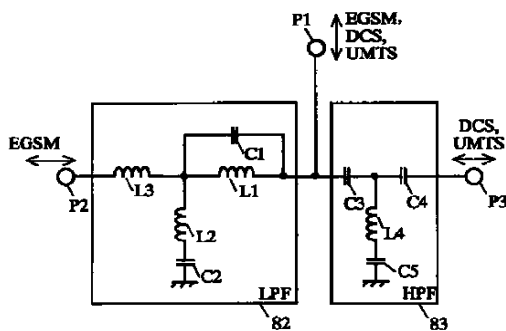 P1
EGSM,
DCS,
UMTS
EGSM
P2
L3
C1
L1
L2
C2
LPF
82
C3
C4
L4
C5
HPF
83
DCS,
UMTS
P3